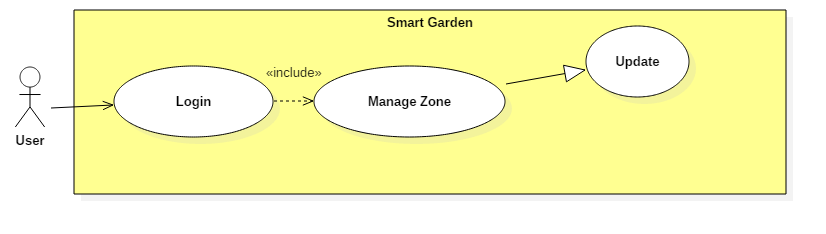 Smart Garden
Update
«include»
Login
Manage Zone
User